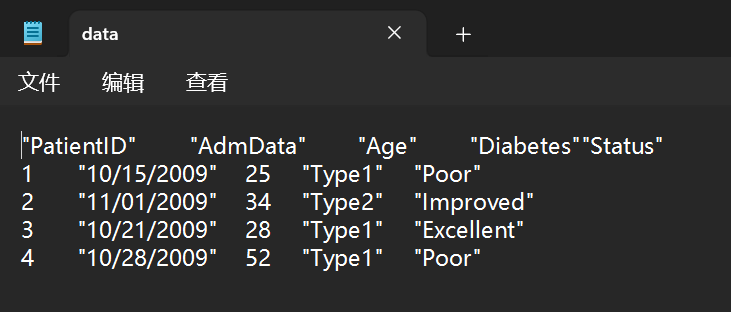 data
文件 编辑 查看
"PatientID" "AdmData" "Age" "Diabetes" "Status"
1 "10/15/2009" 25 "Type1" "Poor"
2 "11/01/2009" 34 "Type2" "Improved"
3 "10/21/2009" 28 "Type1" "Excellent"
4 "10/28/2009" 52 "Type1" "Poor"